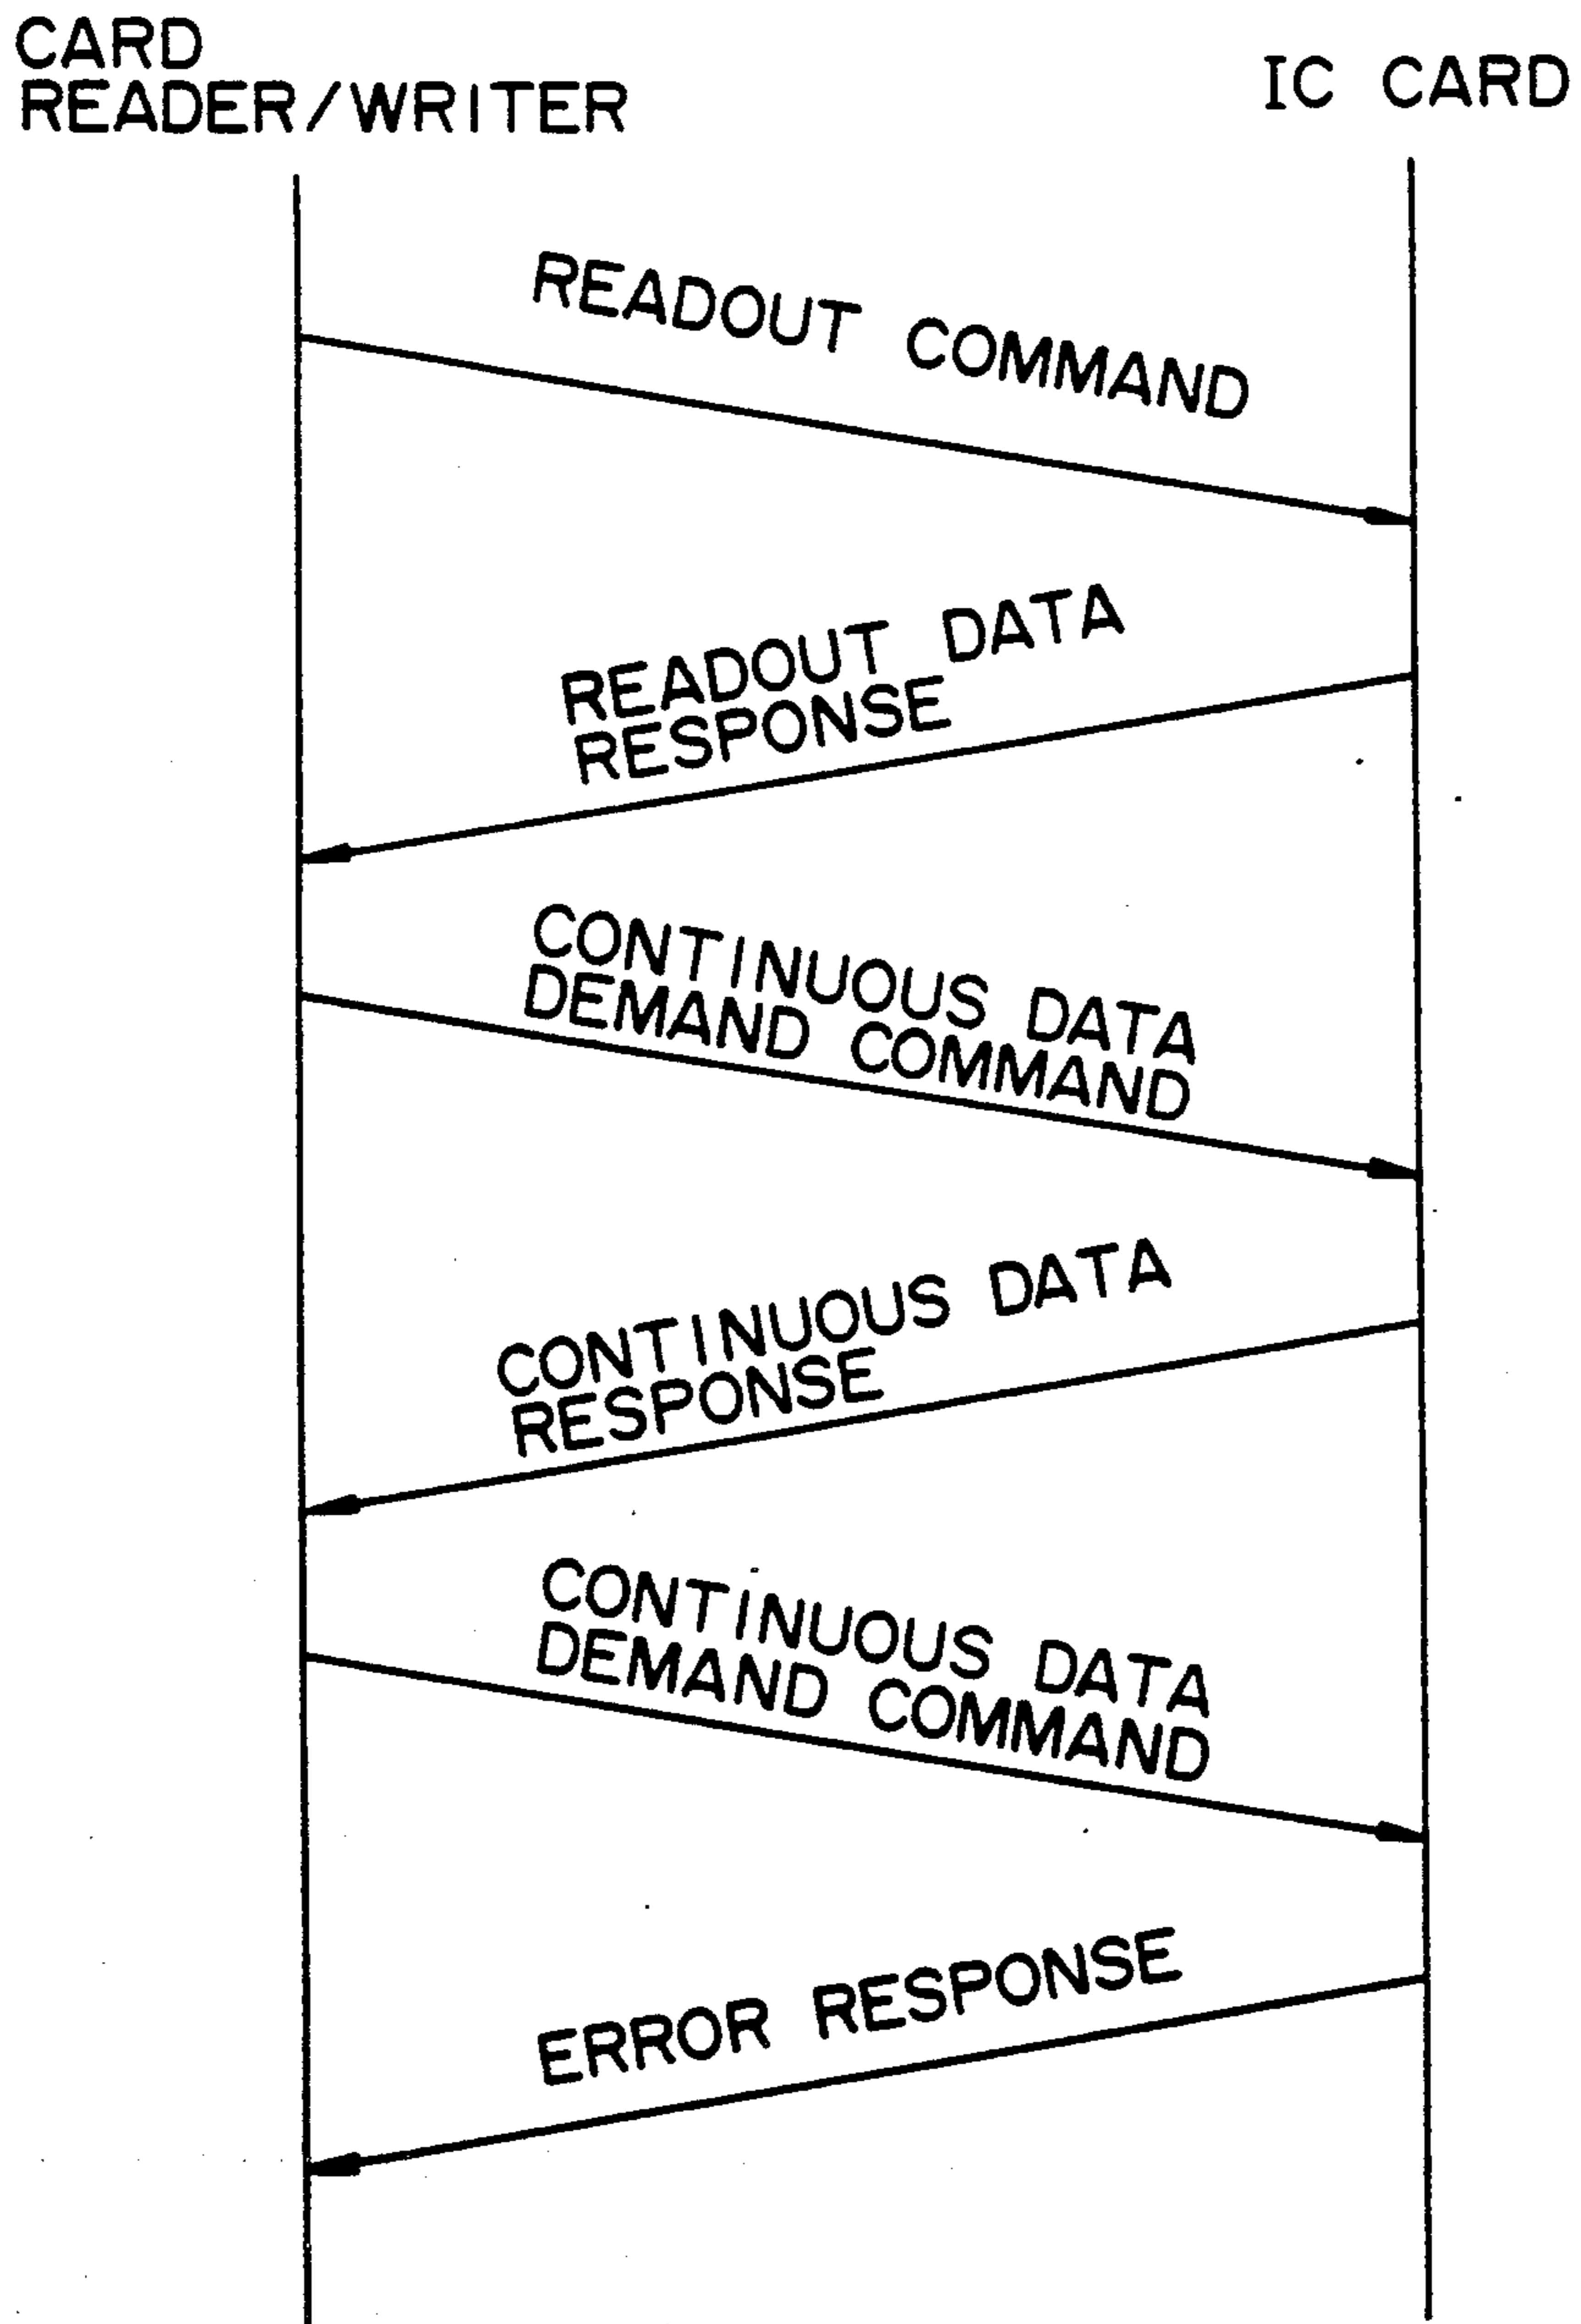 CARD
READER/WRITER
IC CARD
READOUT COMMAND
READOUT DATA
RESPONSE
CONTINUOUS DATA
DEMAND COMMAND
CONTINUOUS DATA
RESPONSE
CONTINUOUS DATA
DEMAND COMMAND
ERROR RESPONSE